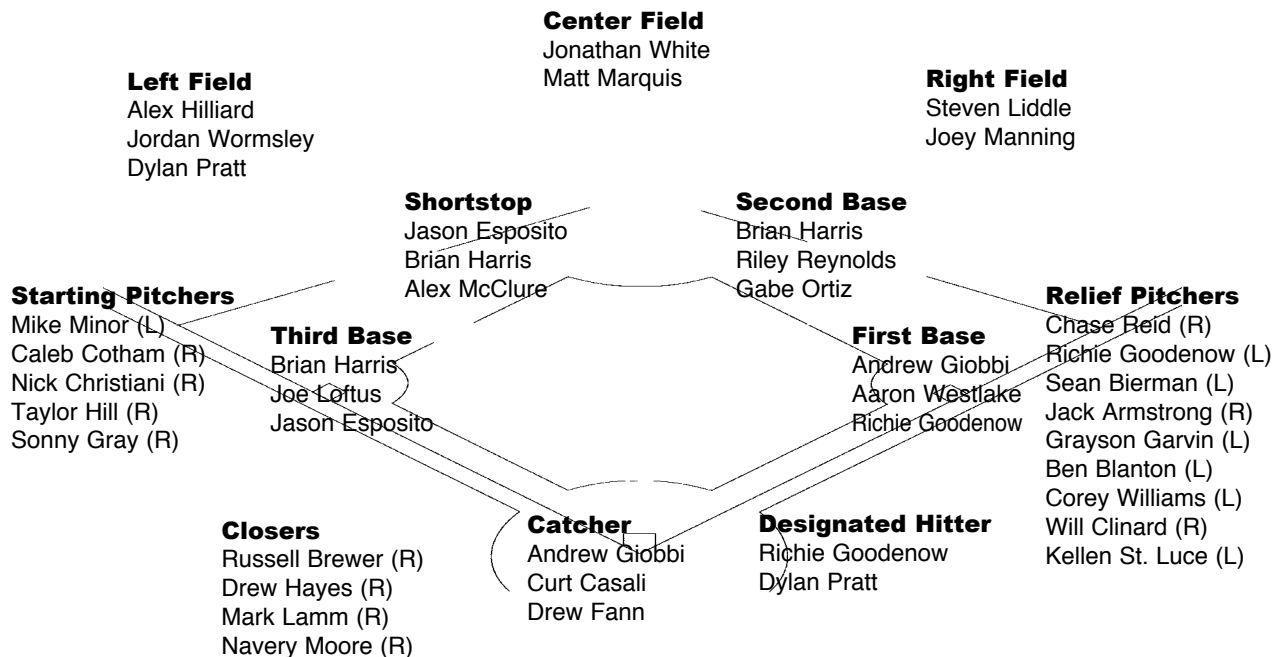 Center Field
Jonathan White
Matt Marquis
Left Field
Alex Hilliard
Jordan Wormsley
Dylan Pratt
Right Field
Steven Liddle
Joey Manning
Shortstop
Jason Esposito
Brian Harris
Alex McClure
Second Base
Brian Harris
Riley Reynolds
Gabe Ortiz
Starting Pitchers
Mike Minor (L)
Caleb Cotham (R)
Nick Christiani (R)
Taylor Hill (R)
Sonny Gray (R)
Third Base
Brian Harris
Joe Loftus
Jason Esposito
First Base
Andrew Giobbi
Aaron Westlake
Richie Goodenow
Relief Pitchers
Chase Reid (R)
Richie Goodenow (L)
Sean Bierman (L)
Jack Armstrong (R)
Grayson Garvin (L)
Ben Blanton (L)
Corey Williams (L)
Will Clinard (R)
Kellen St. Luce (L)
Closers
Russell Brewer (R)
Drew Hayes (R)
Mark Lamm (R)
Navery Moore (R)
Catcher
Andrew Giobbi
Curt Casali
Drew Fann
Designated Hitter
Richie Goodenow
Dylan Pratt